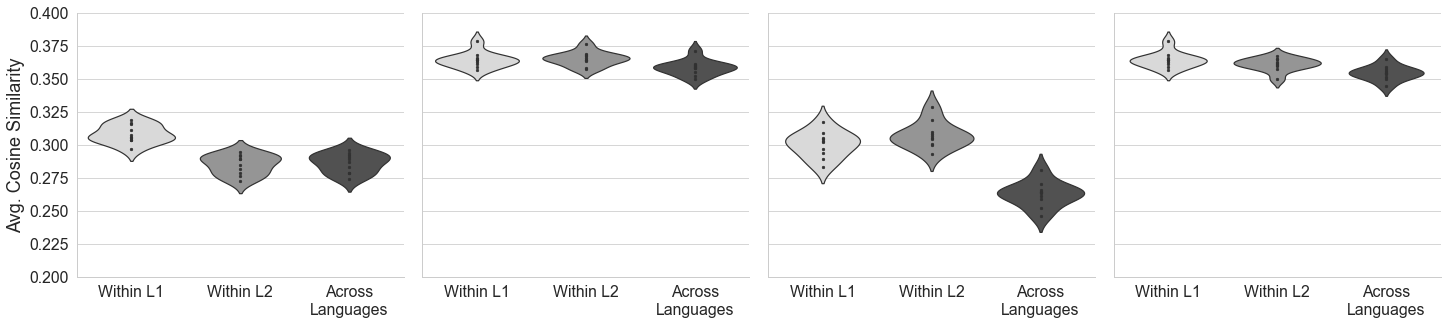 Avg. Cosine Similarity
0.400
0.375
0.350
0.325
0.300
0.275
0.250
0.225
0.200
Within L1 Within L2 Across Languages
Within L1 Within L2 Across Languages
Within L1 Within L2 Across Languages
Within L1 Within L2 Across Languages